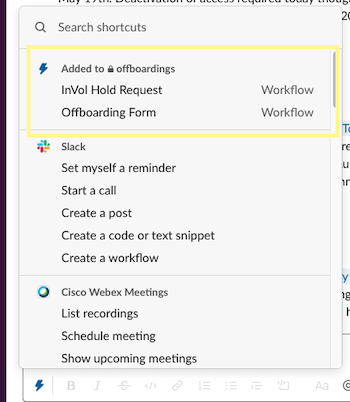 May 19th. Deactivation of access required today
Search shortcuts
Added to offboardings
InVol Hold Request Workflow
Offboarding Form Workflow
Slack
Set myself a reminder
Start a call
Create a post
Create a code or text snippet
Create a workflow
Cisco Webex Meetings
List recordings
Schedule meeting
Show upcoming meetings
B I S </> Aa